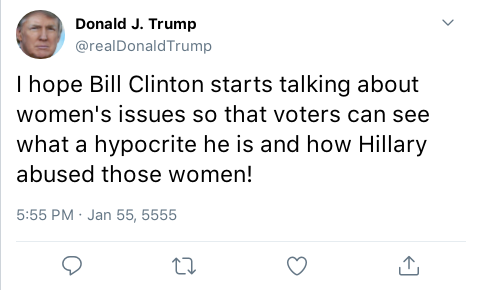 Donald J. Trump
@realDonaldTrump
I hope Bill Clinton starts talking about
women's issues so that voters can see
what a hypocrite he is and how Hillary
abused those women!
5:55 PM · Jan 55, 5555